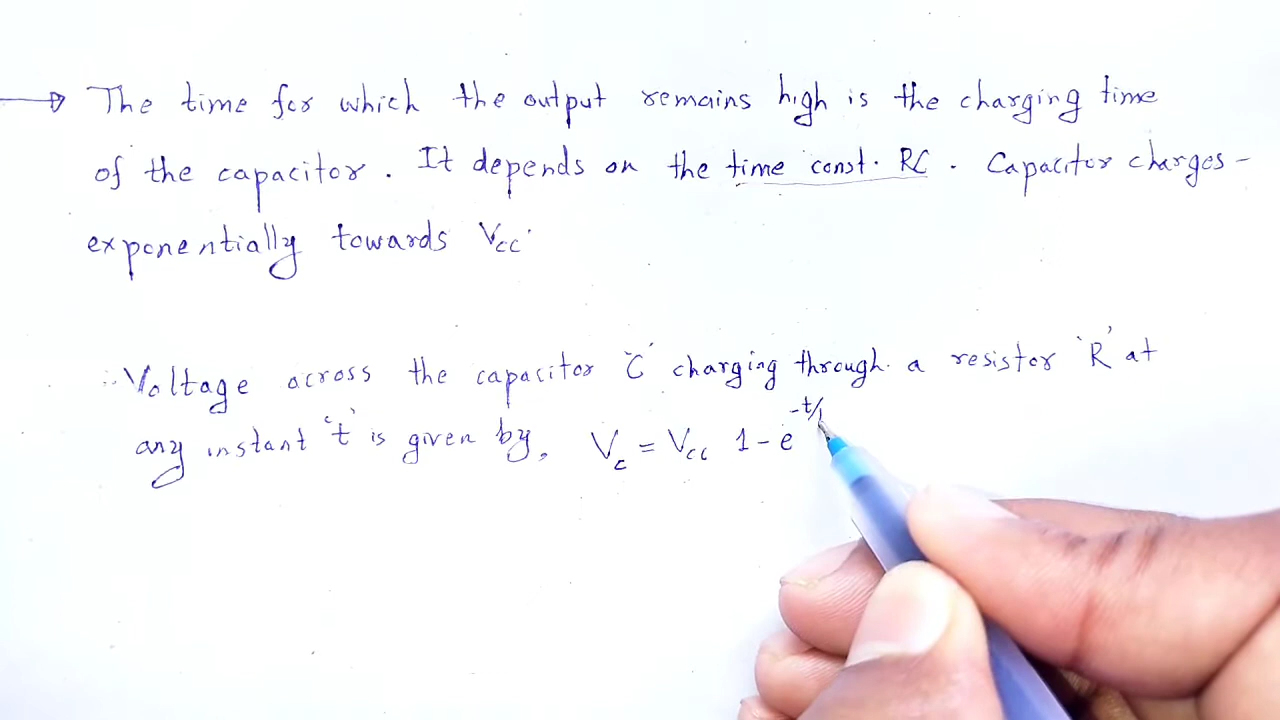 The time for which the output remains high is the charging time
of the capacitor. It depends on the time const. RC. Capacitor charges-
exponentially towards Vcc.
∴ Voltage across the capacitor 'C' charging through a resistor 'R' at
any instant 't' is given by, Vc = Vcc 1-e^-t/